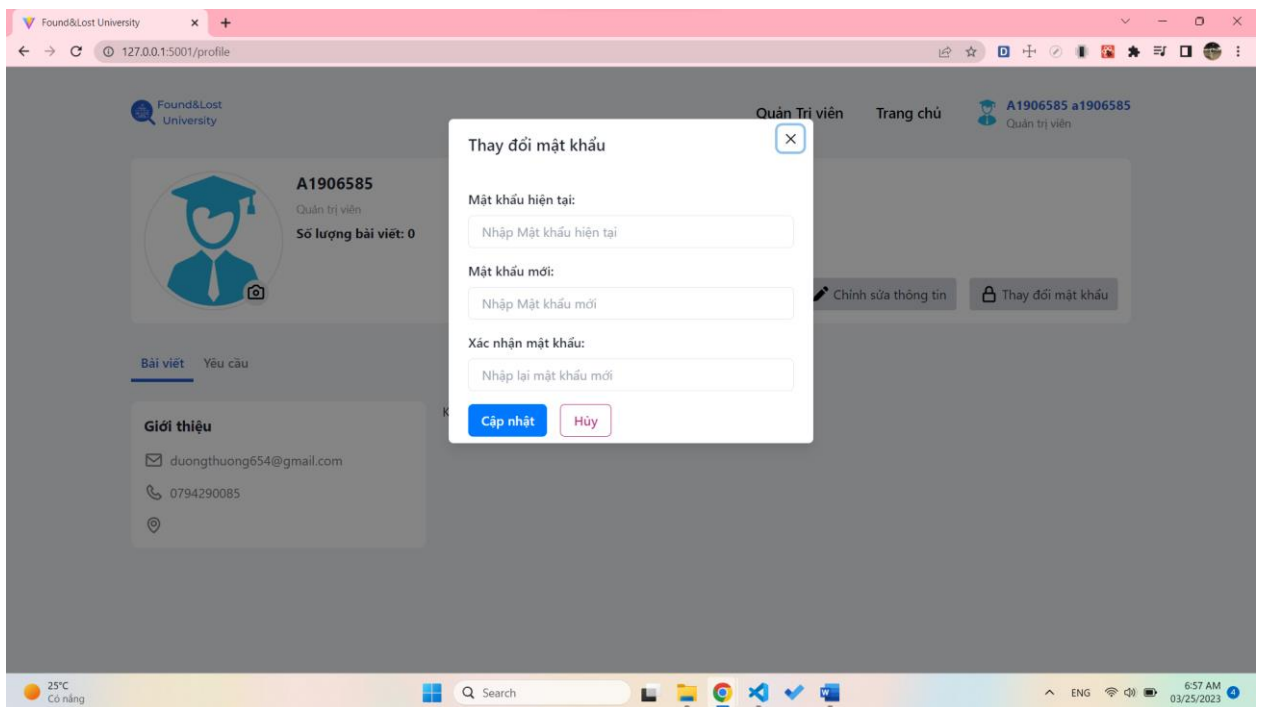 Found&Lost University
127.0.0.1:5001/profile
Found&Lost
University
Quản Trị viên
Trang chủ
A1906585 a1906585
Quản trị viên
A1906585
Quản trị viên
Số lượng bài viết: 0
Chỉnh sửa thông tin
Thay đổi mật khẩu
Thay đổi mật khẩu
Mật khẩu hiện tại:
Nhập Mật khẩu hiện tại
Mật khẩu mới:
Nhập Mật khẩu mới
Xác nhận mật khẩu:
Nhập lại mật khẩu mới
Cập nhật
Hủy
Bài viết
Yêu cầu
K
Giới thiệu
duongthuong654@gmail.com
0794290085
25°C
Có nắng
Search
ENG
6:57 AM
03/25/2023
4